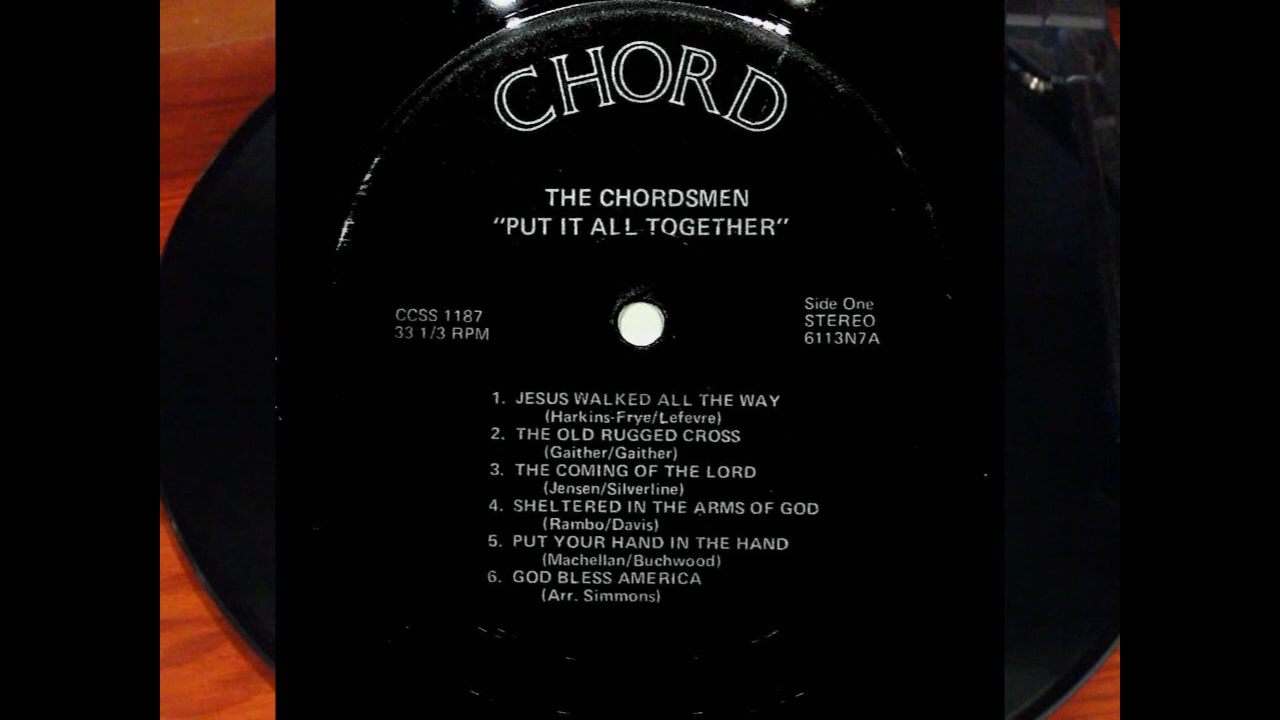 CHORD
THE CHORDSMEN
"PUT IT ALL TOGETHER"
CCSS 1187
33 1/3 RPM
Side One
STEREO
6113N7A
1. JESUS WALKED ALL THE WAY
(Harkins-Frye/Lefevre)
2. THE OLD RUGGED CROSS
(Gaither/Gaither)
3. THE COMING OF THE LORD
(Jensen/Silverline)
4. SHELTERED IN THE ARMS OF GOD
(Rambo/Davis)
5. PUT YOUR HAND IN THE HAND
(Machellan/Buchwood)
6. GOD BLESS AMERICA
(Arr. Simmons)